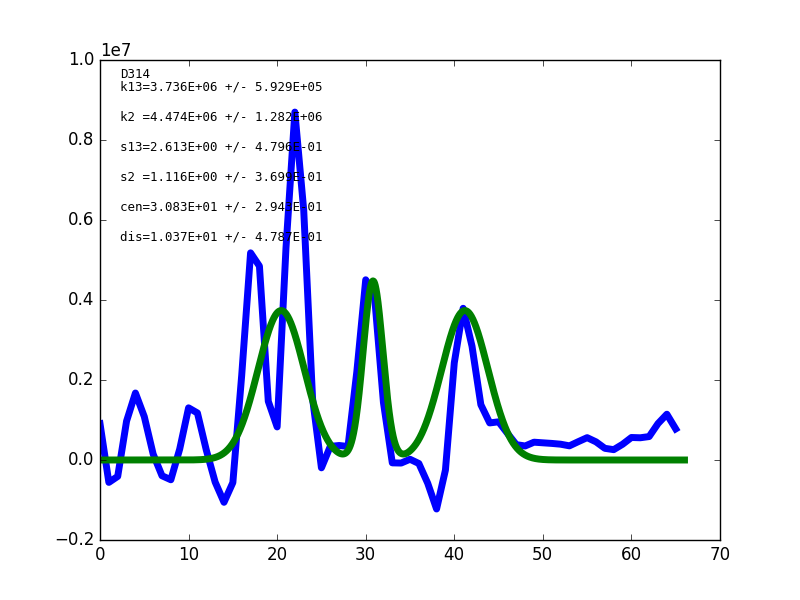 1e7
D314
k13=3.736E+06 +/- 5.929E+05
k2 =4.474E+06 +/- 1.282E+06
s13=2.613E+00 +/- 4.796E-01
s2 =1.116E+00 +/- 3.699E-01
cen=3.083E+01 +/- 2.943E-01
dis=1.037E+01 +/- 4.787E-01
1.0
0.8
0.6
0.4
0.2
0.0
−0.2
0 10 20 30 40 50 60 70